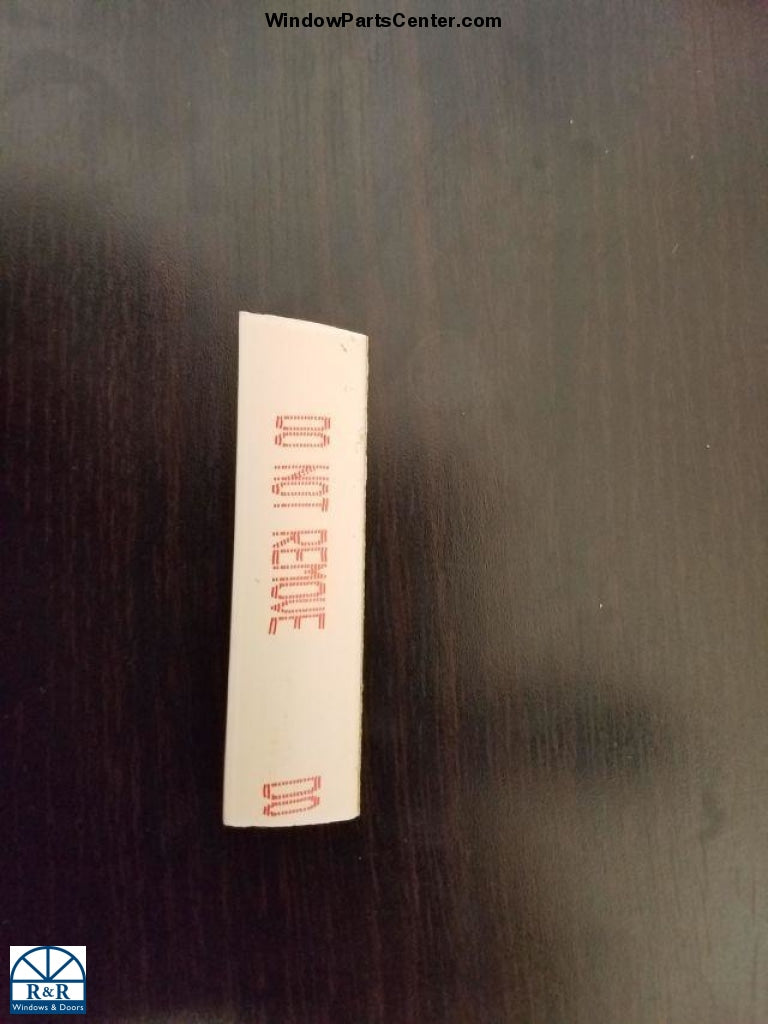 WindowPartsCenter.com
DO NOT REMOVE
DO
R&R
Windows & Doors